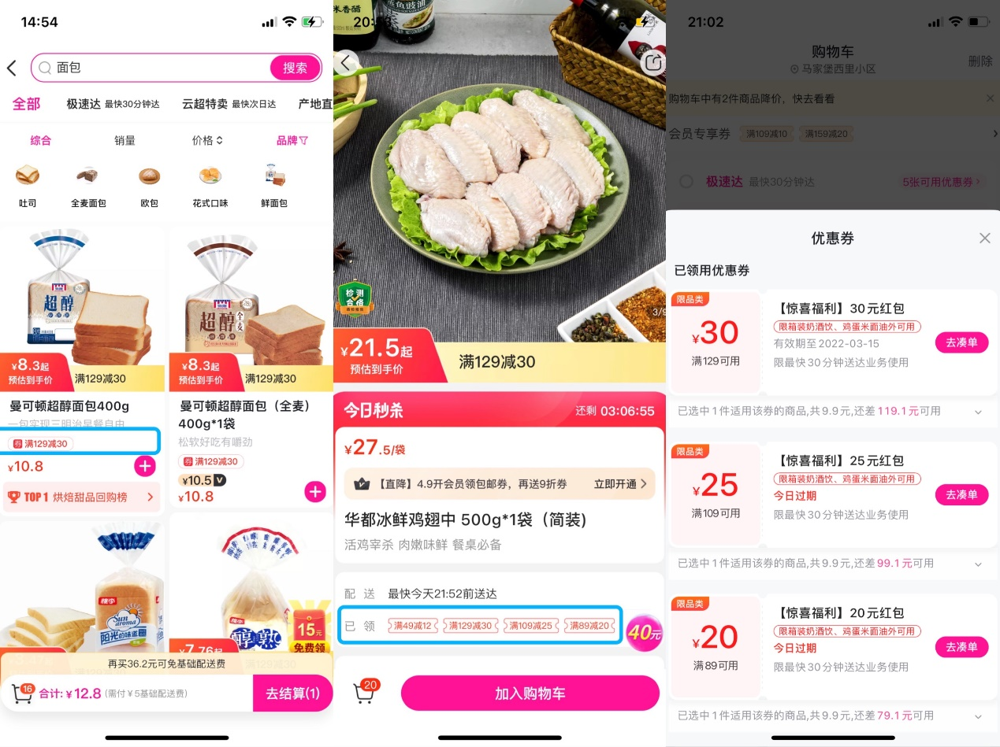 14:54
面包
搜索
全部 极速达 最快30分钟达 云超特卖 最快次日达 产地直
综合 销量 价格 品牌
吐司 全麦面包 欧包 花式口味 鲜面包
超醇
¥8.3起
预估到手价
满129减30
曼可顿超醇面包400g
一包实现三明治早餐自由
券 满129减30
¥10.8
TOP 1 烘焙甜品回购榜
超醇全麦
¥8.3起
预估到手价
满129减30
曼可顿超醇面包（全麦）
400g*1袋
松软好吃有嚼劲
券 满129减30
¥10.5 V
¥10.8
桃李
Sun aroma
阳光的味道
桃李
醇熟
¥7.76起
满129减30
15元
免费领
再买36.2元可免基础配送费
16
合计: ¥12.8 (需付¥5基础配送费)
去结算(1)
米香醋
蒸鱼豉油
检测
合格
3/9
¥21.5起
预估到手价
满129减30
今日秒杀
还剩 03:06:55
¥27.5/袋
【直降】4.9开会员领包邮券，再送9折券 立即开通
华都冰鲜鸡翅中 500g*1袋（简装)
活鸡宰杀 肉嫩味鲜 餐桌必备
配 送 最快今天21:52前送达
已 领 满49减12 满129减30 满109减25 满89减20
40元
20
加入购物车
21:02
购物车
马家堡西里小区
删除
购物车中有2件商品降价，快去看看
会员专享券 满109减10 满159减20
极速达 最快30分钟达 5张可用优惠券
优惠券
已领用优惠券
限品类
¥30
满129可用
【惊喜福利】30元红包
限箱装奶酒饮、鸡蛋米面油外可用
有效期至2022-03-15
限最快30分钟送达业务使用
去凑单
已选中1件适用该券的商品,共9.9元,还差119.1元可用
限品类
¥25
满109可用
【惊喜福利】25元红包
限箱装奶酒饮、鸡蛋米面油外可用
今日过期
限最快30分钟送达业务使用
去凑单
已选中1件适用该券的商品,共9.9元,还差99.1元可用
限品类
¥20
满89可用
【惊喜福利】20元红包
限箱装奶酒饮、鸡蛋米面油外可用
今日过期
限最快30分钟送达业务使用
去凑单
已选中1件适用该券的商品,共9.9元,还差79.1元可用